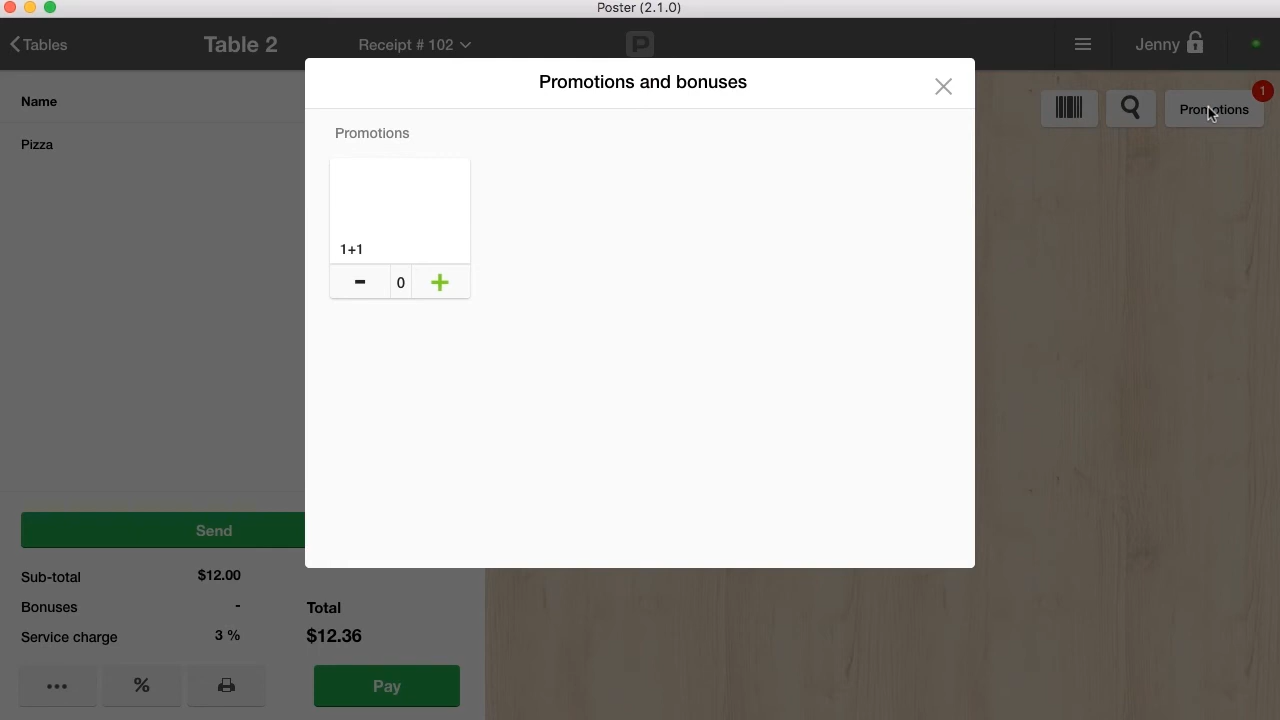 Poster (2.1.0)
Tables
Table 2
Receipt # 102
P
Jenny
Promotions and bonuses
Promotions
1+1
- 0 +
Name
Pizza
1
Promotions
Send
Sub-total $12.00
Bonuses -
Service charge 3 %
Total
$12.36
•••
%
Pay